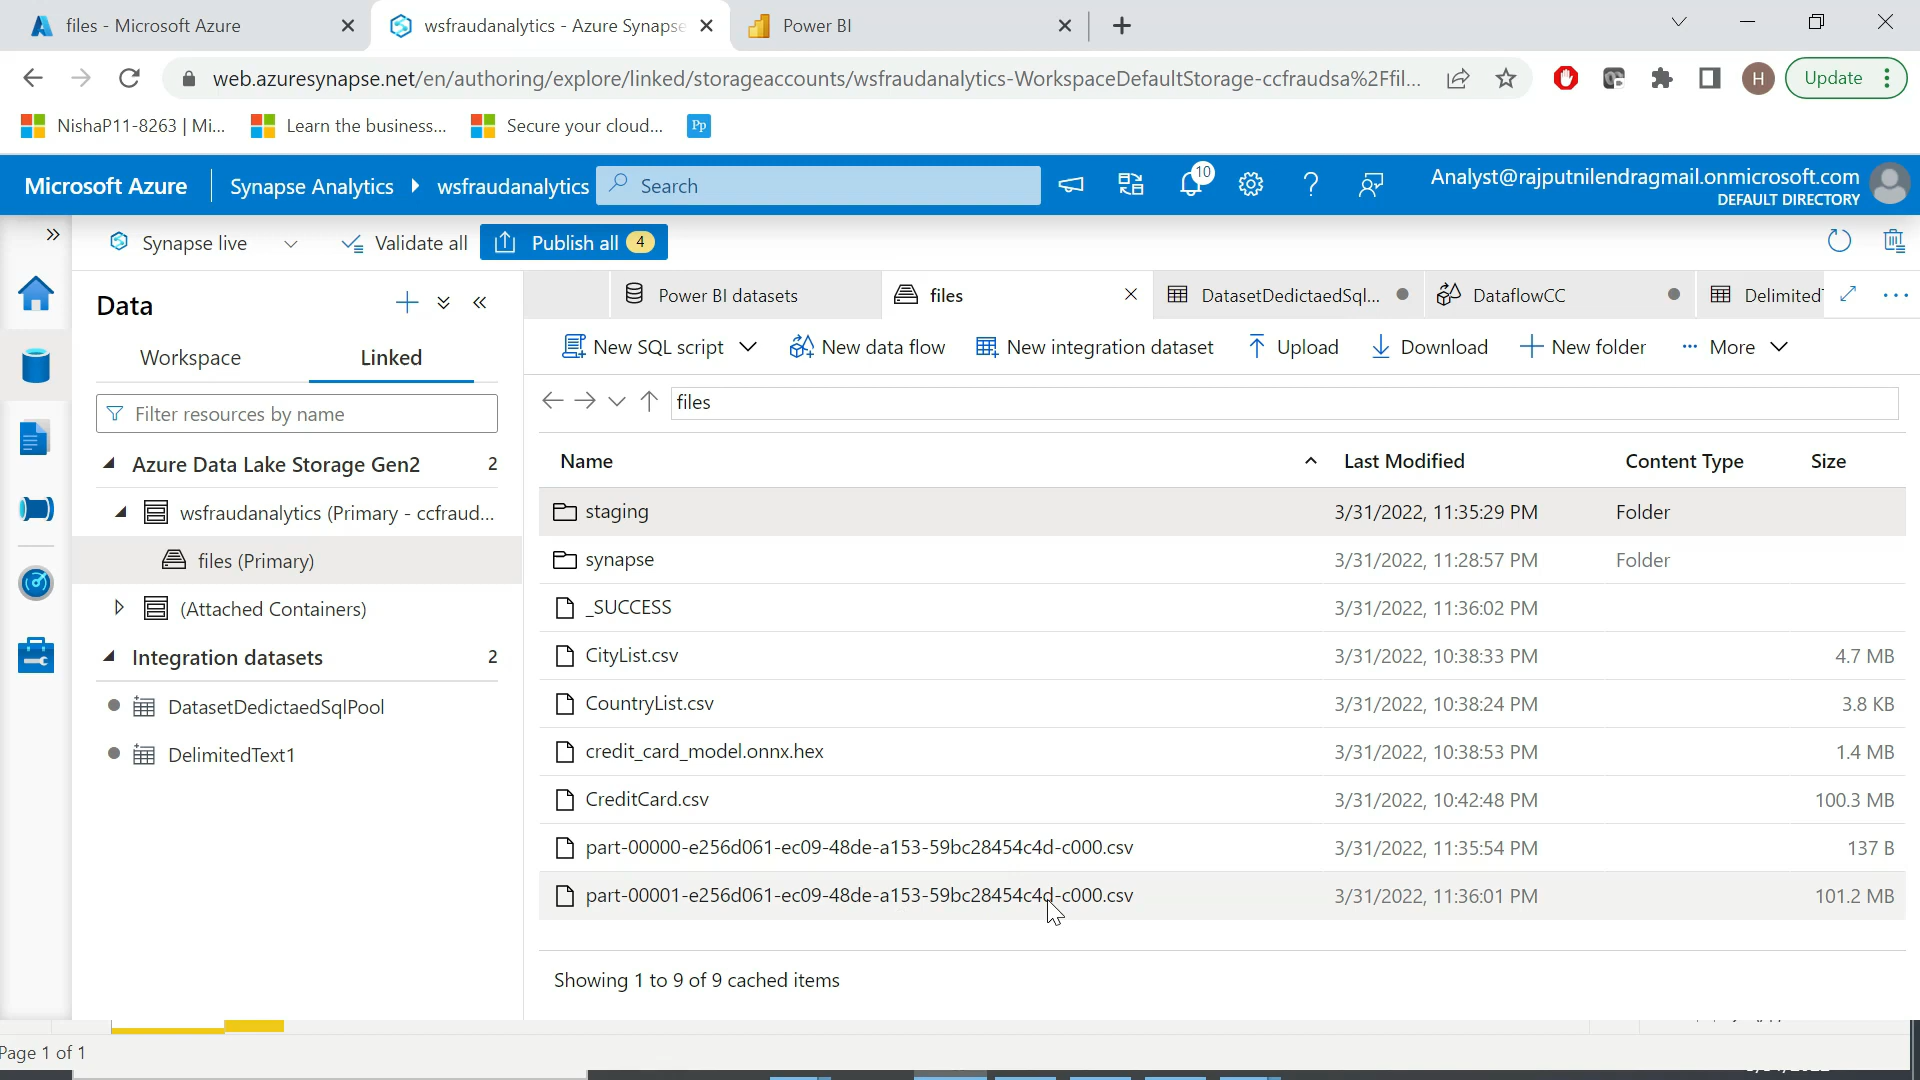 files - Microsoft Azure
wsfraudanalytics - Azure Synapse
Power BI
web.azuresynapse.net/en/authoring/explore/linked/storageaccounts/wsfraudanalytics-WorkspaceDefaultStorage-ccfraudsa%2Ffil...
H
Update
NishaP11-8263 | Mi...
Learn the business...
Secure your cloud...
Pp
Microsoft Azure
Synapse Analytics
wsfraudanalytics
Search
10
Analyst@rajputnilendragmail.onmicrosoft.com
DEFAULT DIRECTORY
Synapse live
Validate all
Publish all 4
Data
Workspace
Linked
Filter resources by name
Azure Data Lake Storage Gen2 2
wsfraudanalytics (Primary - ccfraud...
files (Primary)
(Attached Containers)
Integration datasets 2
DatasetDedictaedSqlPool
DelimitedText1
Power BI datasets
files
DatasetDedictaedSql...
DataflowCC
Delimited
New SQL script
New data flow
New integration dataset
Upload
Download
New folder
More
files
Name Last Modified Content Type Size
staging 3/31/2022, 11:35:29 PM Folder
synapse 3/31/2022, 11:28:57 PM Folder
_SUCCESS 3/31/2022, 11:36:02 PM
CityList.csv 3/31/2022, 10:38:33 PM 4.7 MB
CountryList.csv 3/31/2022, 10:38:24 PM 3.8 KB
credit_card_model.onnx.hex 3/31/2022, 10:38:53 PM 1.4 MB
CreditCard.csv 3/31/2022, 10:42:48 PM 100.3 MB
part-00000-e256d061-ec09-48de-a153-59bc28454c4d-c000.csv 3/31/2022, 11:35:54 PM 137 B
part-00001-e256d061-ec09-48de-a153-59bc28454c4d-c000.csv 3/31/2022, 11:36:01 PM 101.2 MB
Showing 1 to 9 of 9 cached items
Page 1 of 1